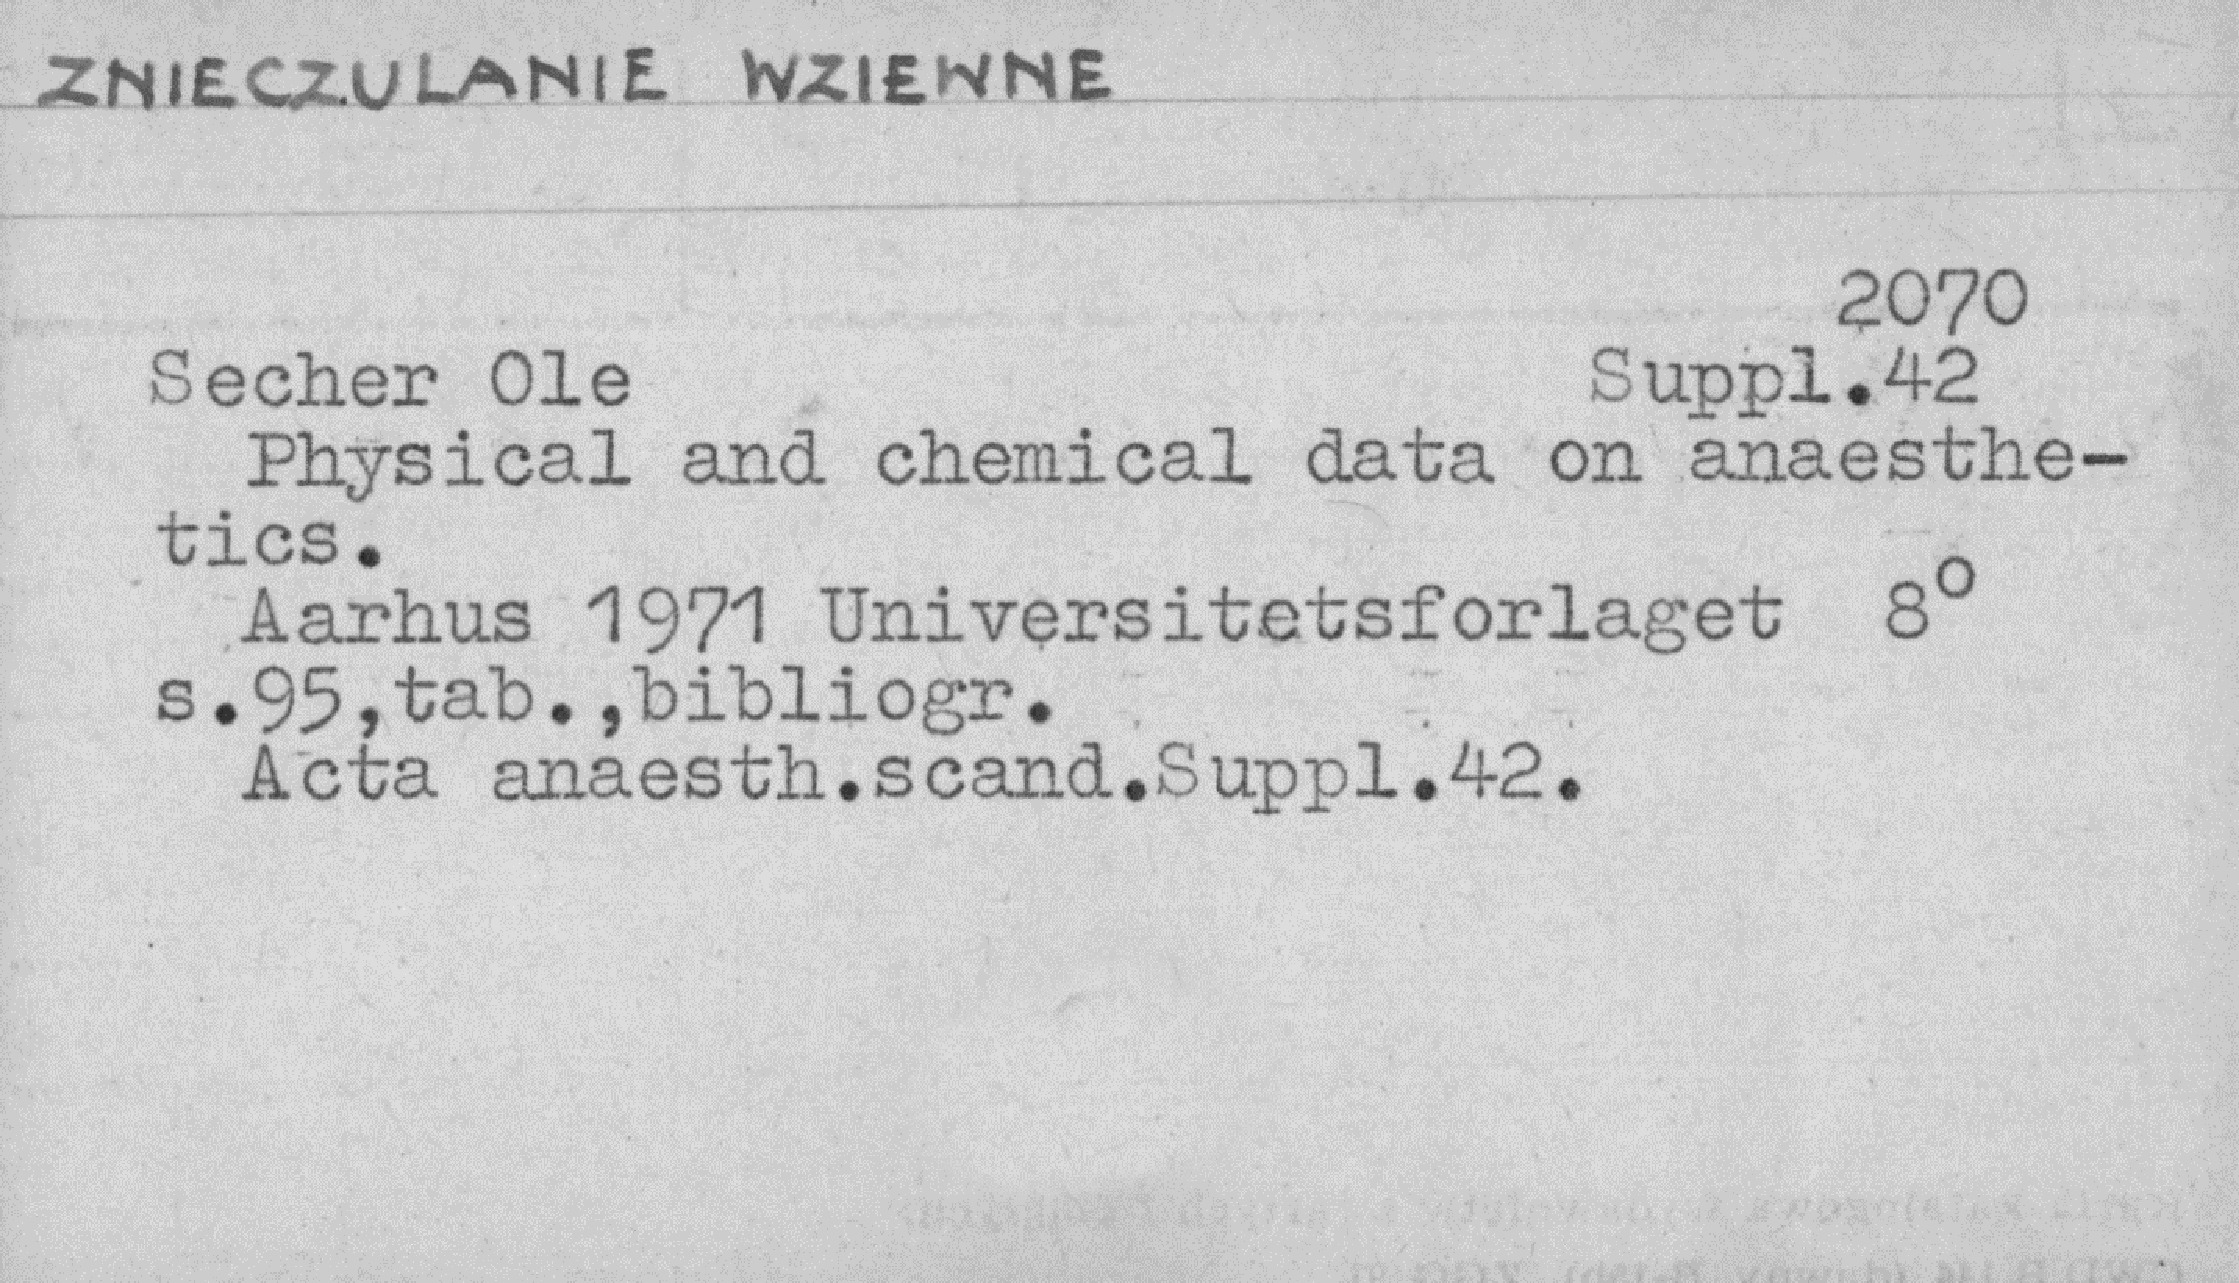 ZNIECZULANIE WZIEWNE
2070
Secher Ole Suppl.42
Physical and chemical data on anaesthe-
tics.
Aarhus 1971 Universitetsforlaget 8°
s.95,tab.,bibliogr.
Acta anaesth.scand.Suppl.42.